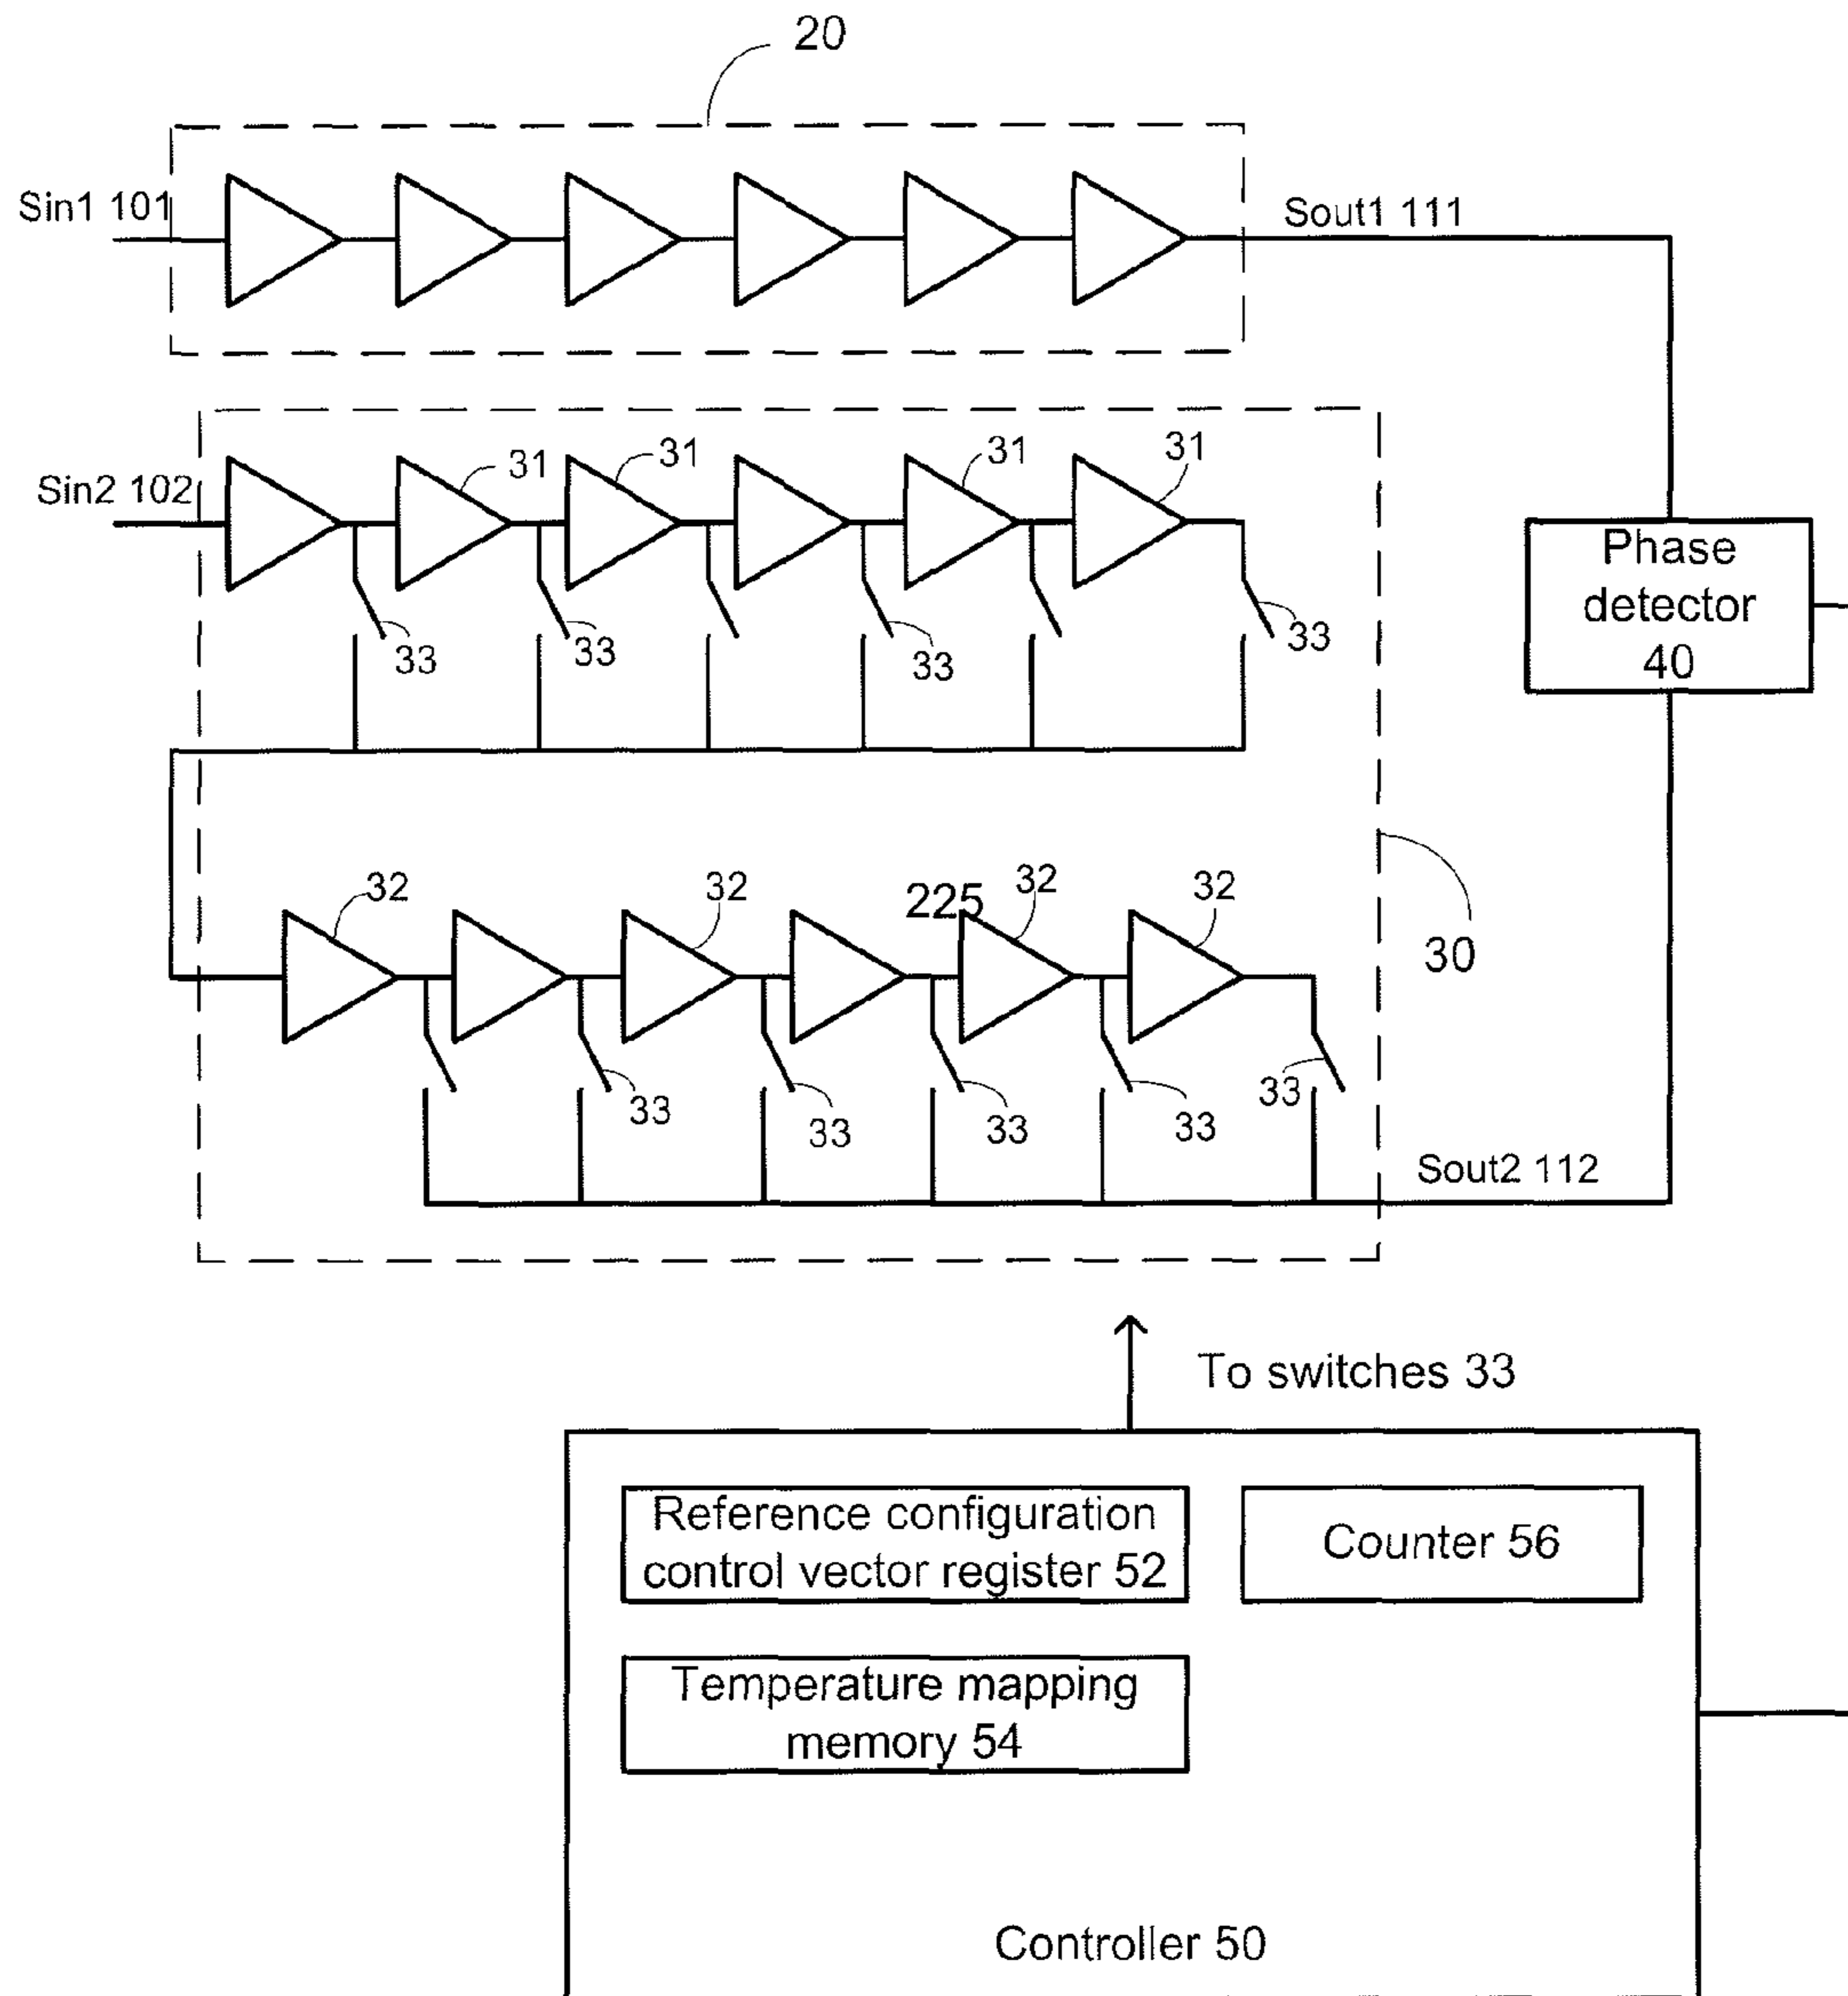 20
Sin1 101
Sout1 111
31
31
31
31
Sin2 102
Phase
detector
40
33
33
33
33
32
32
225
32
32
30
33
33
33
33
33
Sout2 112
To switches 33
Reference configuration
control vector register 52
Counter 56
Temperature mapping
memory 54
Controller 50